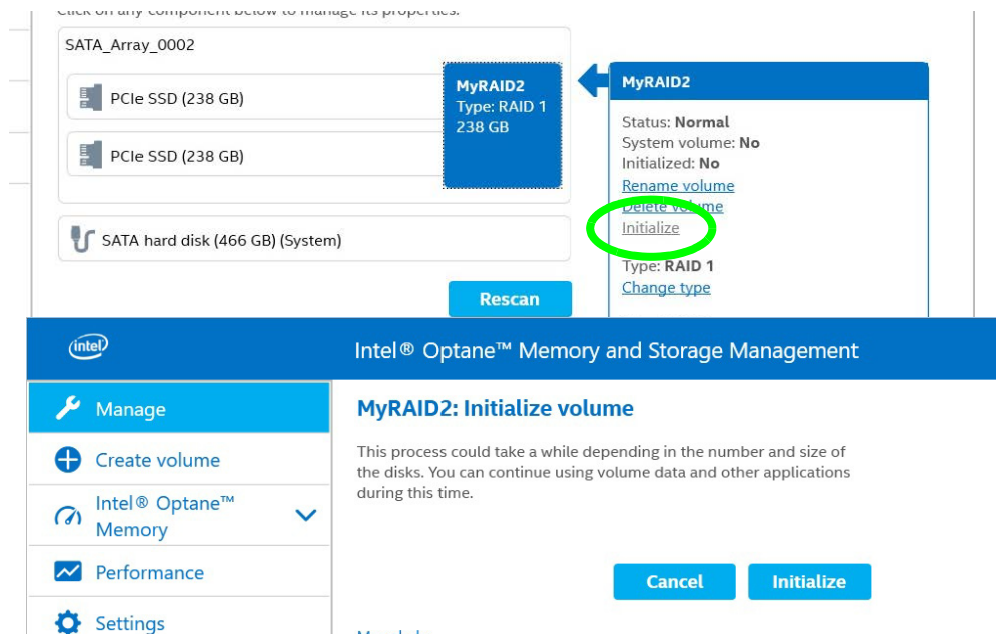 Click on any component below to manage its properties.
SATA_Array_0002
PCIe SSD (238 GB)
PCIe SSD (238 GB)
MyRAID2
Type: RAID 1
238 GB
SATA hard disk (466 GB) (System)
Rescan
MyRAID2
Status: Normal
System volume: No
Initialized: No
Rename volume
Delete volume
Initialize
Type: RAID 1
Change type
intel
Intel® Optane™ Memory and Storage Management
Manage
Create volume
Intel® Optane™
Memory
Performance
Settings
MyRAID2: Initialize volume
This process could take a while depending in the number and size of
the disks. You can continue using volume data and other applications
during this time.
Cancel
Initialize